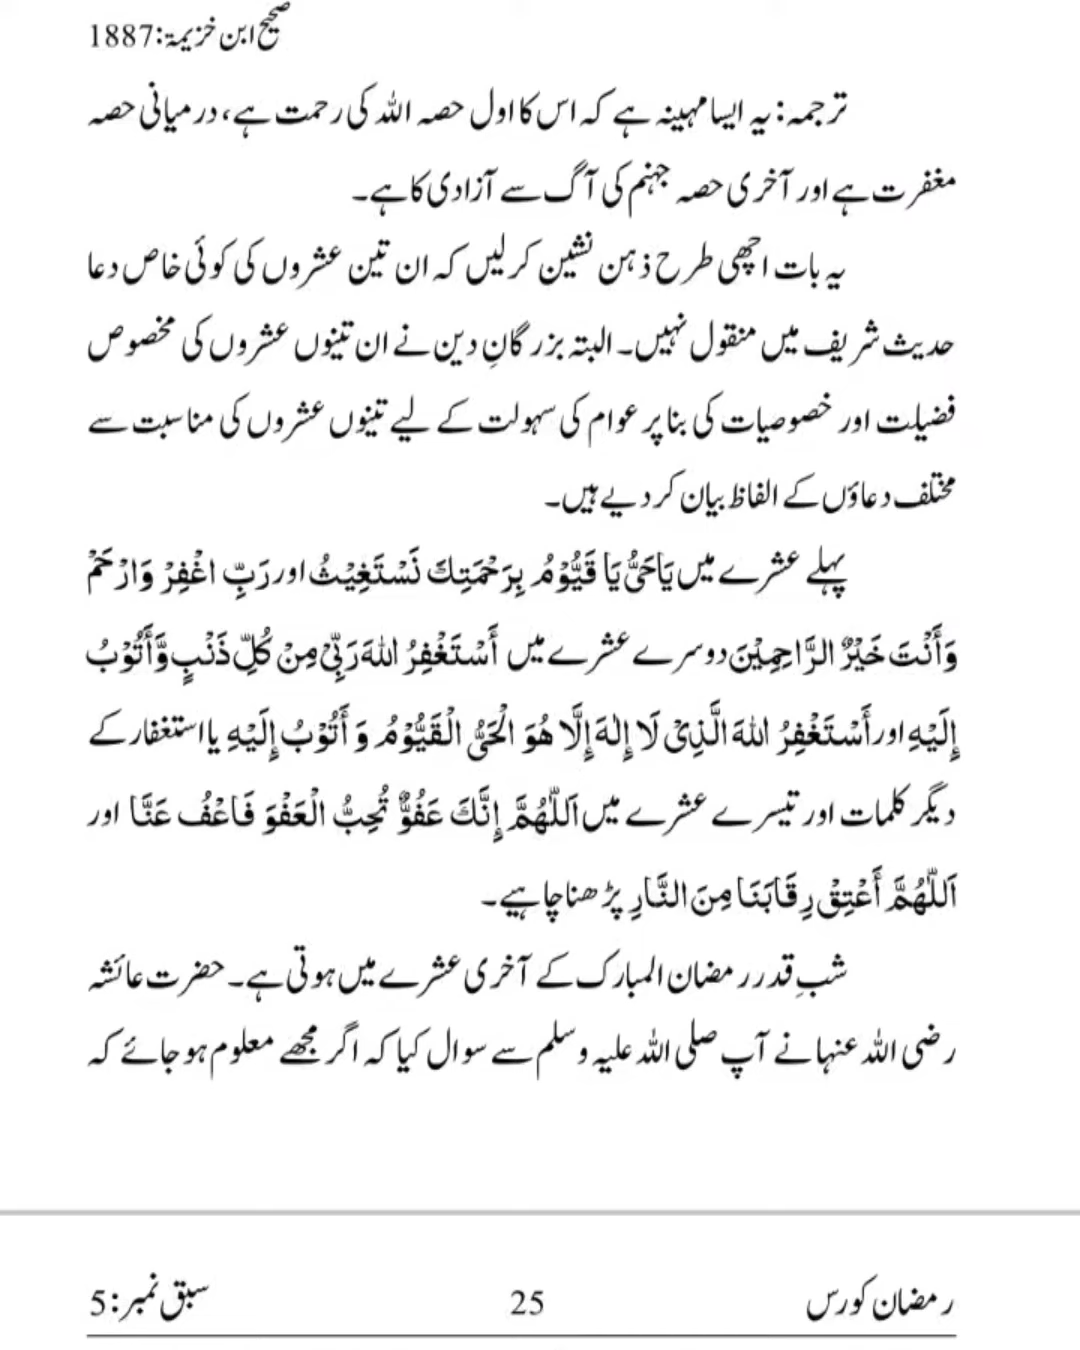 صحیح ابن خزیمۃ:1887
ترجمہ: یہ ایسا مہینہ ہے کہ اس کا اول حصہ اللہ کی رحمت ہے، درمیانی حصہ
مغفرت ہے اور آخری حصہ جہنم کی آگ سے آزادی کا ہے۔
یہ بات اچھی طرح ذہن نشین کر لیں کہ ان تین عشروں کی کوئی خاص دعا
حدیث شریف میں منقول نہیں۔ البتہ بزرگانِ دین نے ان تینوں عشروں کی مخصوص
فضیلت اور خصوصیات کی بنا پر عوام کی سہولت کے لیے تینوں عشروں کی مناسبت سے
مختلف دعاؤں کے الفاظ بیان کر دیے ہیں۔
پہلے عشرے میں یَا حَیُّ یَا قَیُّوْمُ بِرَحْمَتِكَ نَسْتَغِیْثُ اور رَبِّ اغْفِرْ وَارْحَمْ
وَأَنْتَ خَیْرُ الرَّاحِمِیْنَ دوسرے عشرے میں أَسْتَغْفِرُ اللهَ رَبِّیْ مِنْ کُلِّ ذَنْبٍ وَّأَتُوْبُ
إِلَیْهِ اور أَسْتَغْفِرُ اللهَ الَّذِیْ لَا إِلٰهَ إِلَّا هُوَ الْحَیُّ الْقَیُّوْمُ وَ أَتُوْبُ إِلَیْهِ یا استغفار کے
دیگر کلمات اور تیسرے عشرے میں اَللّٰهُمَّ إِنَّكَ عَفُوٌّ تُحِبُّ الْعَفْوَ فَاعْفُ عَنَّا اور
اَللّٰهُمَّ أَعْتِقْ رِقَابَنَا مِنَ النَّارِ پڑھنا چاہیے۔
شبِ قدر رمضان المبارک کے آخری عشرے میں ہوتی ہے۔ حضرت عائشہ
رضی اللہ عنہا نے آپ صلی اللہ علیہ وسلم سے سوال کیا کہ اگر مجھے معلوم ہو جائے کہ
رمضان کورس 25 سبق نمبر:5